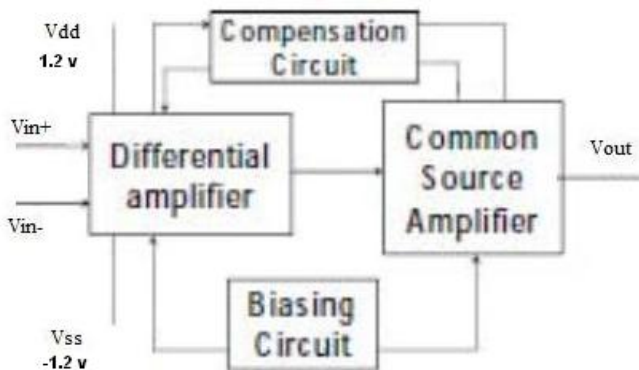 Vdd
1.2 v
Compensation
Circuit
Vin+
Differential
amplifier
Common
Source
Amplifier
Vout
Vin-
Biasing
Circuit
Vss
-1.2 v